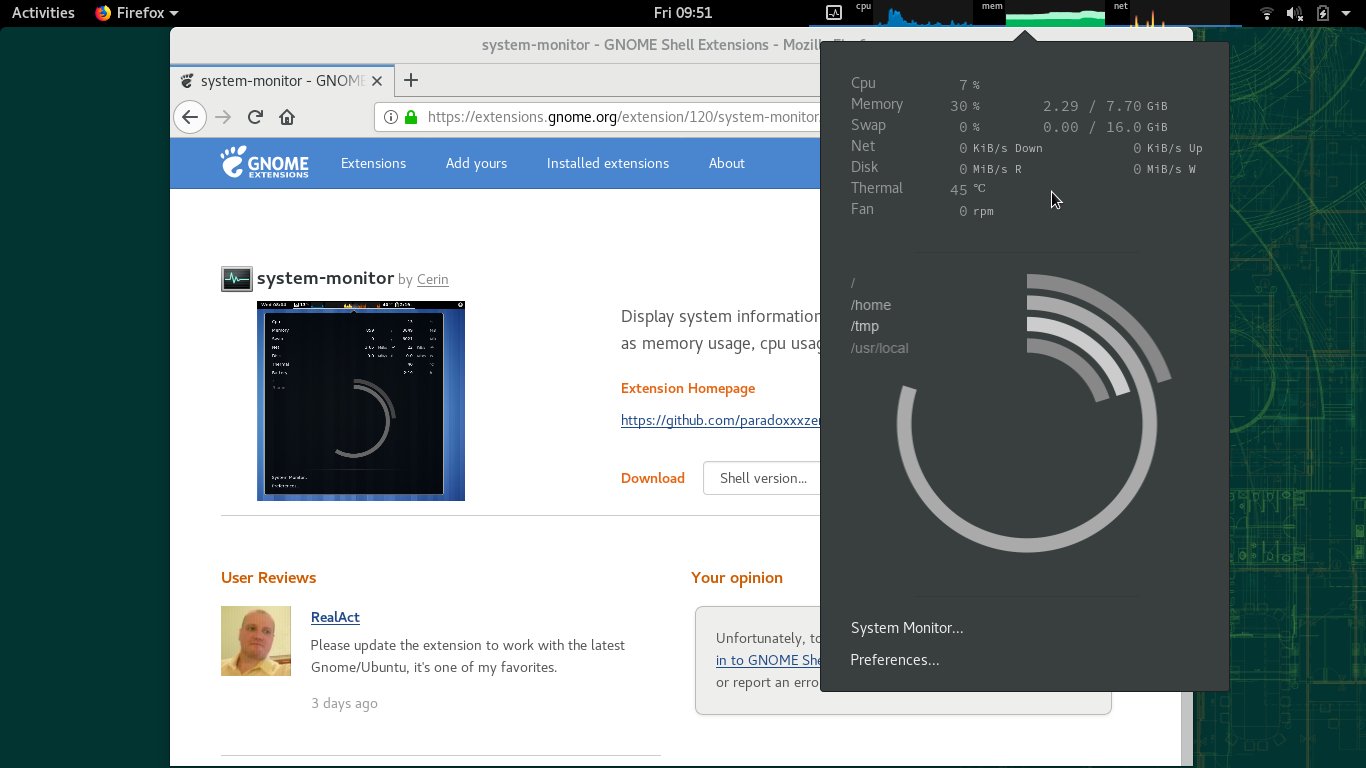 Activities
Firefox
Fri 09:51
cpu
mem
net
system-monitor - GNOME Shell Extensions - Mozilla Firefox
system-monitor - GNOME
https://extensions.gnome.org/extension/120/system-monitor
GNOME
EXTENSIONS
Extensions
Add yours
Installed extensions
About
system-monitor by Cerin
Display system information
as memory usage, cpu usag
Extension Homepage
https://github.com/paradoxxxzer
Download
Shell version...
User Reviews
RealAct
Please update the extension to work with the latest
Gnome/Ubuntu, it's one of my favorites.
3 days ago
Your opinion
Unfortunately, to
in to GNOME She
or report an erro
Cpu 7 %
Memory 30 % 2.29 / 7.70 GiB
Swap 0 % 0.00 / 16.0 GiB
Net 0 KiB/s Down 0 KiB/s Up
Disk 0 MiB/s R 0 MiB/s W
Thermal 45 °C
Fan 0 rpm
/
/home
/tmp
/usr/local
System Monitor...
Preferences...